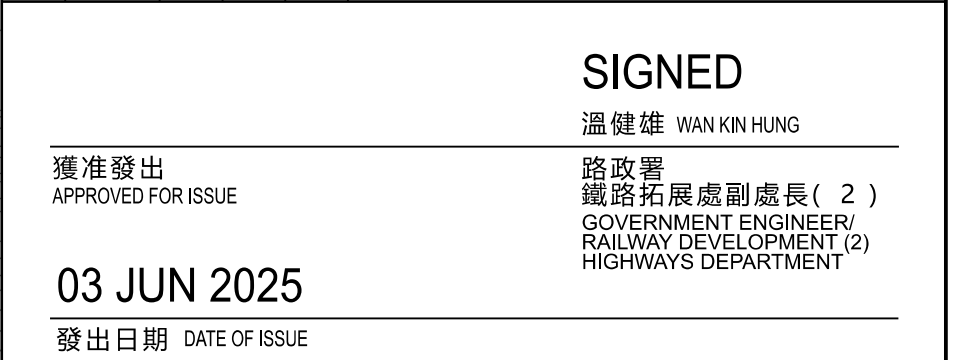 SIGNED
溫健雄 WAN KIN HUNG
獲准發出
APPROVED FOR ISSUE
路政署
鐵路拓展處副處長( 2 )
GOVERNMENT ENGINEER/
RAILWAY DEVELOPMENT (2)
HIGHWAYS DEPARTMENT
03 JUN 2025
發出日期 DATE OF ISSUE